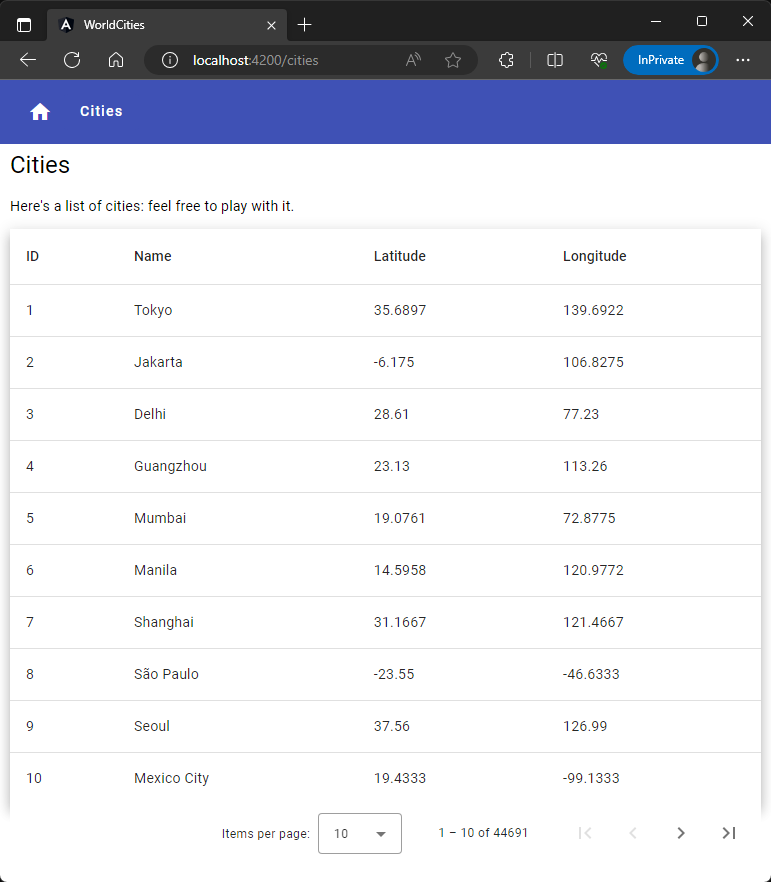 WorldCities
localhost:4200/cities
InPrivate
Cities
Cities
Here's a list of cities: feel free to play with it.
ID Name Latitude Longitude
1 Tokyo 35.6897 139.6922
2 Jakarta -6.175 106.8275
3 Delhi 28.61 77.23
4 Guangzhou 23.13 113.26
5 Mumbai 19.0761 72.8775
6 Manila 14.5958 120.9772
7 Shanghai 31.1667 121.4667
8 São Paulo -23.55 -46.6333
9 Seoul 37.56 126.99
10 Mexico City 19.4333 -99.1333
Items per page: 10 1 – 10 of 44691